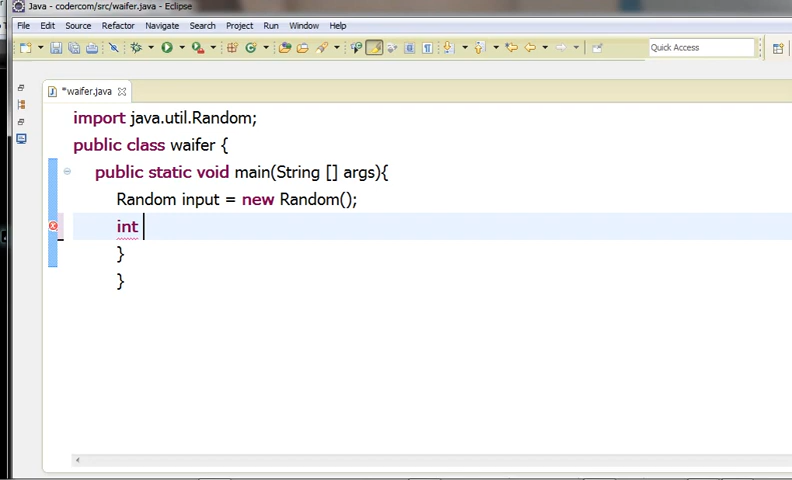 Java - codercom/src/waifer.java - Eclipse
File Edit Source Refactor Navigate Search Project Run Window Help
Quick Access
*waifer.java
import java.util.Random;
public class waifer {
public static void main(String [] args){
Random input = new Random();
int
}
}